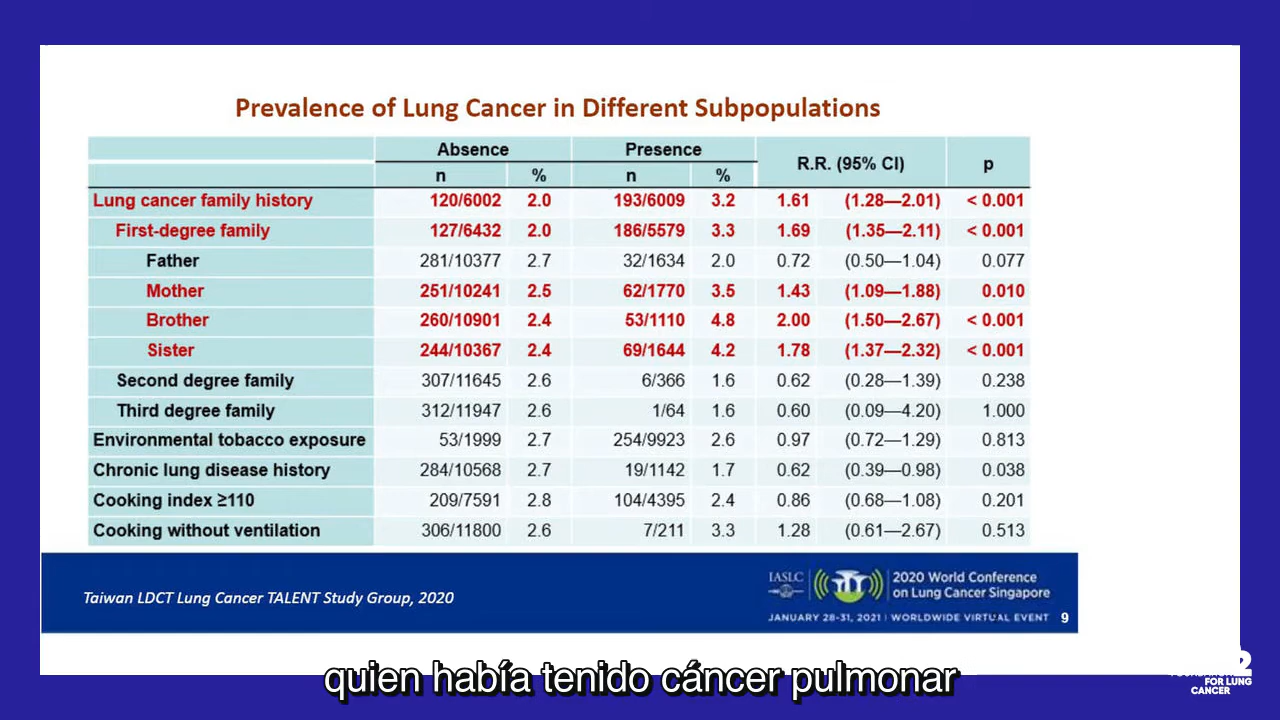 Prevalence of Lung Cancer in Different Subpopulations
Absence Presence R.R. (95% CI) p
n % n %
Lung cancer family history 120/6002 2.0 193/6009 3.2 1.61 (1.28—2.01) < 0.001
First-degree family 127/6432 2.0 186/5579 3.3 1.69 (1.35—2.11) < 0.001
Father 281/10377 2.7 32/1634 2.0 0.72 (0.50—1.04) 0.077
Mother 251/10241 2.5 62/1770 3.5 1.43 (1.09—1.88) 0.010
Brother 260/10901 2.4 53/1110 4.8 2.00 (1.50—2.67) < 0.001
Sister 244/10367 2.4 69/1644 4.2 1.78 (1.37—2.32) < 0.001
Second degree family 307/11645 2.6 6/366 1.6 0.62 (0.28—1.39) 0.238
Third degree family 312/11947 2.6 1/64 1.6 0.60 (0.09—4.20) 1.000
Environmental tobacco exposure 53/1999 2.7 254/9923 2.6 0.97 (0.72—1.29) 0.813
Chronic lung disease history 284/10568 2.7 19/1142 1.7 0.62 (0.39—0.98) 0.038
Cooking index ≥110 209/7591 2.8 104/4395 2.4 0.86 (0.68—1.08) 0.201
Cooking without ventilation 306/11800 2.6 7/211 3.3 1.28 (0.61—2.67) 0.513
Taiwan LDCT Lung Cancer TALENT Study Group, 2020
IASLC
2020 World Conference
on Lung Cancer Singapore
JANUARY 28-31, 2021 | WORLDWIDE VIRTUAL EVENT 9
quien había tenido cáncer pulmonar
2
FOR LUNG
CANCER